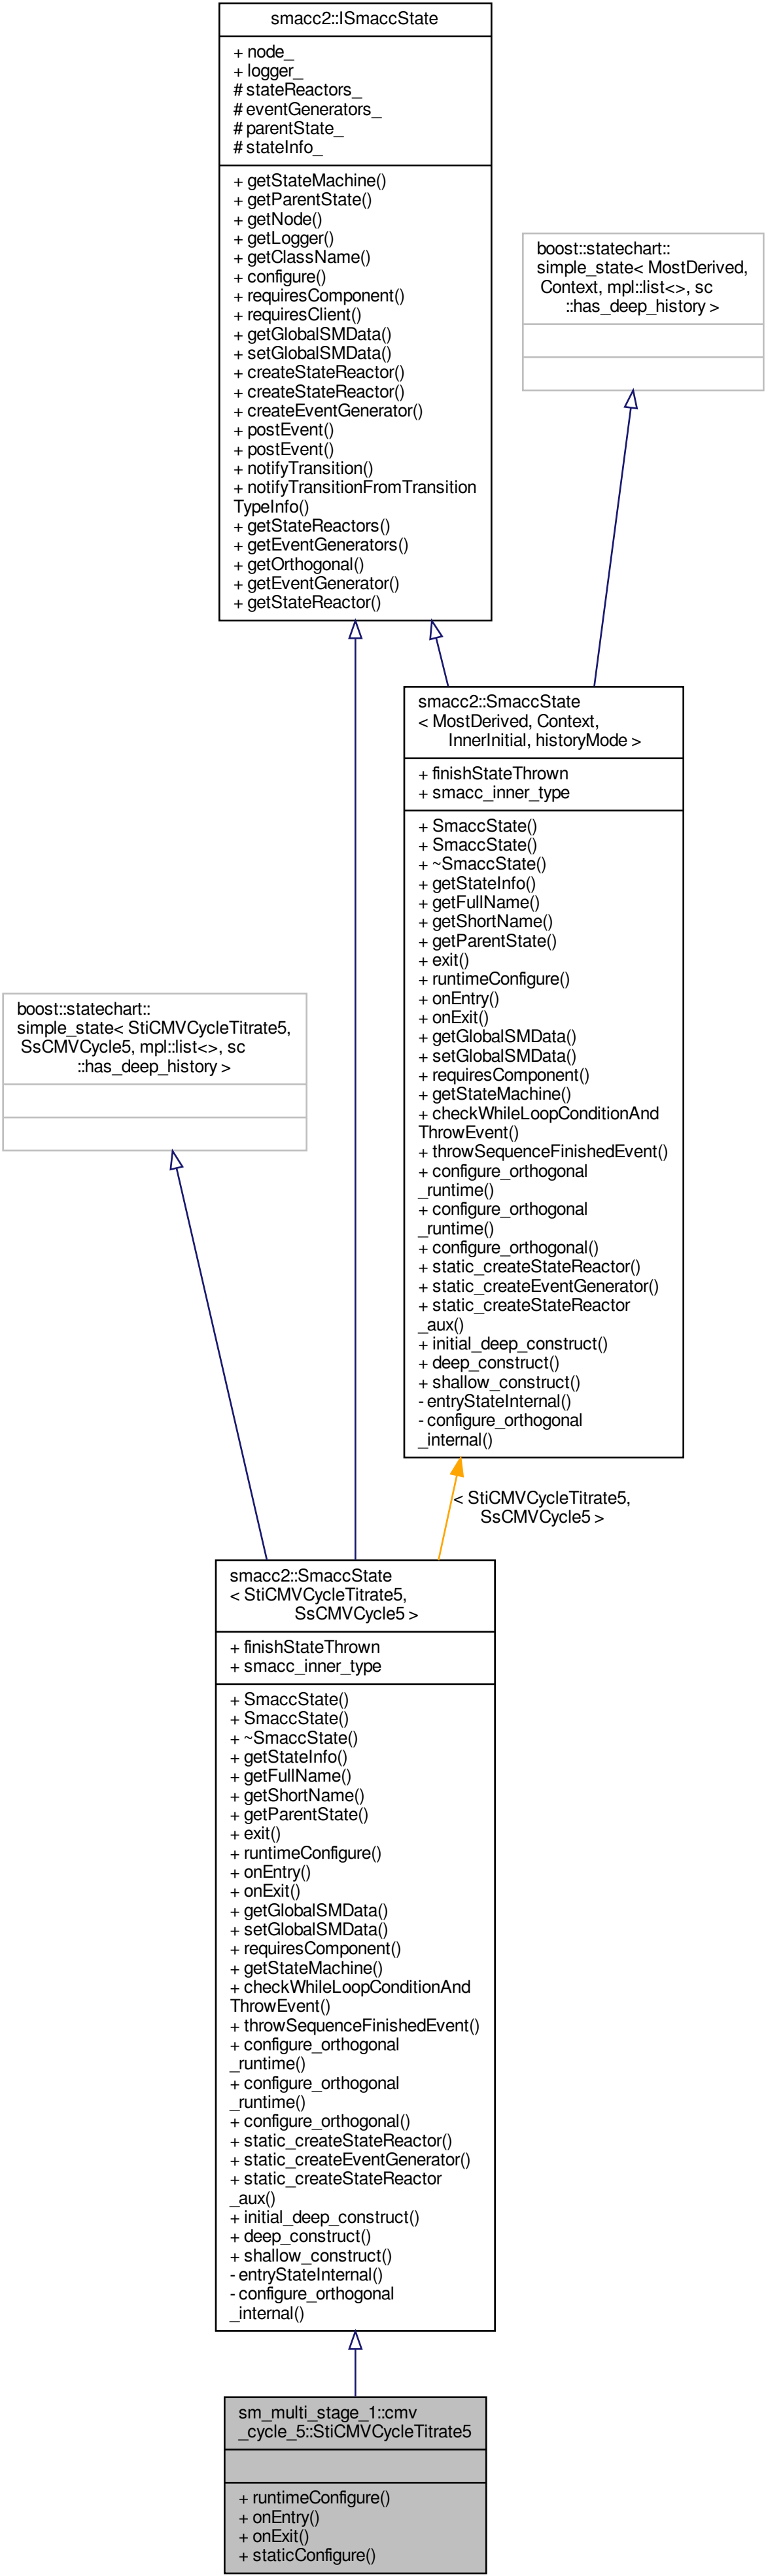 smacc2::ISmaccState
+ node_
+ logger_
# stateReactors_
# eventGenerators_
# parentState_
# stateInfo_
+ getStateMachine()
+ getParentState()
+ getNode()
+ getLogger()
+ getClassName()
+ configure()
+ requiresComponent()
+ requiresClient()
+ getGlobalSMData()
+ setGlobalSMData()
+ createStateReactor()
+ createStateReactor()
+ createEventGenerator()
+ postEvent()
+ postEvent()
+ notifyTransition()
+ notifyTransitionFromTransition
TypeInfo()
+ getStateReactors()
+ getEventGenerators()
+ getOrthogonal()
+ getEventGenerator()
+ getStateReactor()
boost::statechart::
simple_state< MostDerived,
Context, mpl::list<>, sc
::has_deep_history >
smacc2::SmaccState
< MostDerived, Context,
InnerInitial, historyMode >
+ finishStateThrown
+ smacc_inner_type
+ SmaccState()
+ SmaccState()
+ ~SmaccState()
+ getStateInfo()
+ getFullName()
+ getShortName()
+ getParentState()
+ exit()
+ runtimeConfigure()
+ onEntry()
+ onExit()
+ getGlobalSMData()
+ setGlobalSMData()
+ requiresComponent()
+ getStateMachine()
+ checkWhileLoopConditionAnd
ThrowEvent()
+ throwSequenceFinishedEvent()
+ configure_orthogonal
_runtime()
+ configure_orthogonal
_runtime()
+ configure_orthogonal()
+ static_createStateReactor()
+ static_createEventGenerator()
+ static_createStateReactor
_aux()
+ initial_deep_construct()
+ deep_construct()
+ shallow_construct()
- entryStateInternal()
- configure_orthogonal
_internal()
boost::statechart::
simple_state< StiCMVCycleTitrate5,
SsCMVCycle5, mpl::list<>, sc
::has_deep_history >
< StiCMVCycleTitrate5,
SsCMVCycle5 >
smacc2::SmaccState
< StiCMVCycleTitrate5,
SsCMVCycle5 >
+ finishStateThrown
+ smacc_inner_type
+ SmaccState()
+ SmaccState()
+ ~SmaccState()
+ getStateInfo()
+ getFullName()
+ getShortName()
+ getParentState()
+ exit()
+ runtimeConfigure()
+ onEntry()
+ onExit()
+ getGlobalSMData()
+ setGlobalSMData()
+ requiresComponent()
+ getStateMachine()
+ checkWhileLoopConditionAnd
ThrowEvent()
+ throwSequenceFinishedEvent()
+ configure_orthogonal
_runtime()
+ configure_orthogonal
_runtime()
+ configure_orthogonal()
+ static_createStateReactor()
+ static_createEventGenerator()
+ static_createStateReactor
_aux()
+ initial_deep_construct()
+ deep_construct()
+ shallow_construct()
- entryStateInternal()
- configure_orthogonal
_internal()
sm_multi_stage_1::cmv
_cycle_5::StiCMVCycleTitrate5
+ runtimeConfigure()
+ onEntry()
+ onExit()
+ staticConfigure()